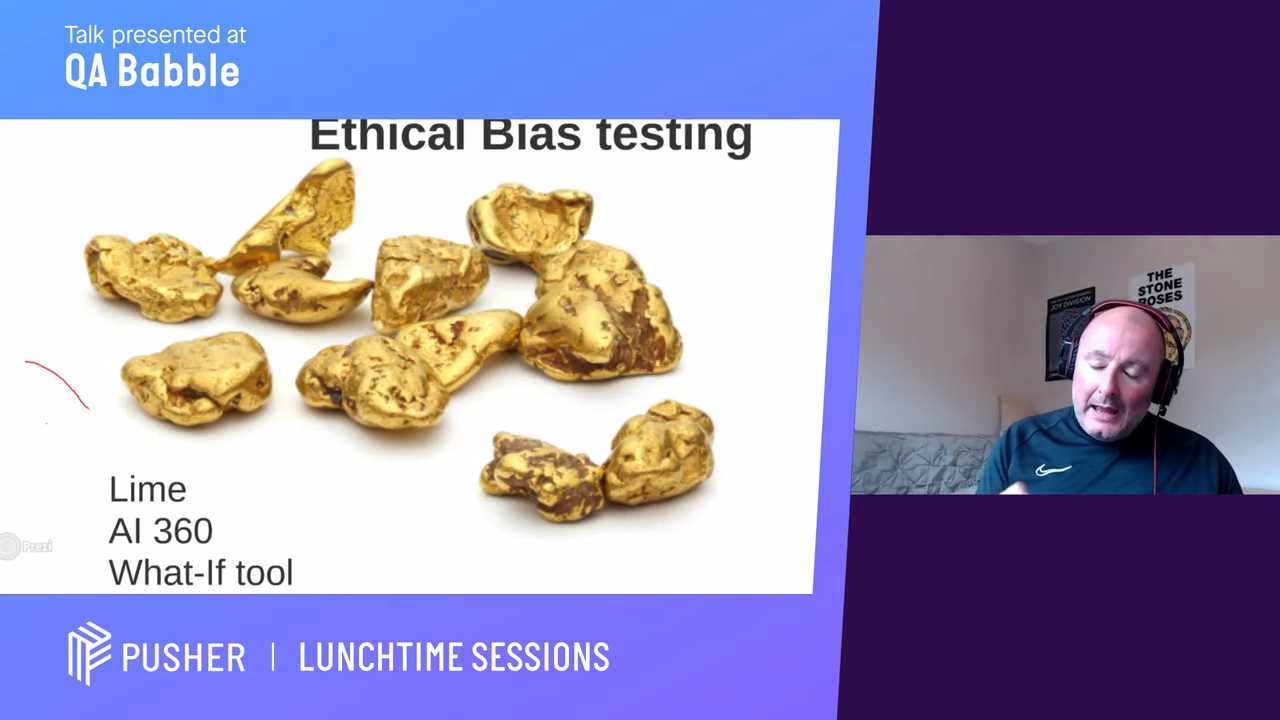 Talk presented at
QA Babble
Ethical Bias testing
Lime
AI 360
What-If tool
Prezi
PUSHER | LUNCHTIME SESSIONS
THE
STONE
ROSES
JOY DIVISION